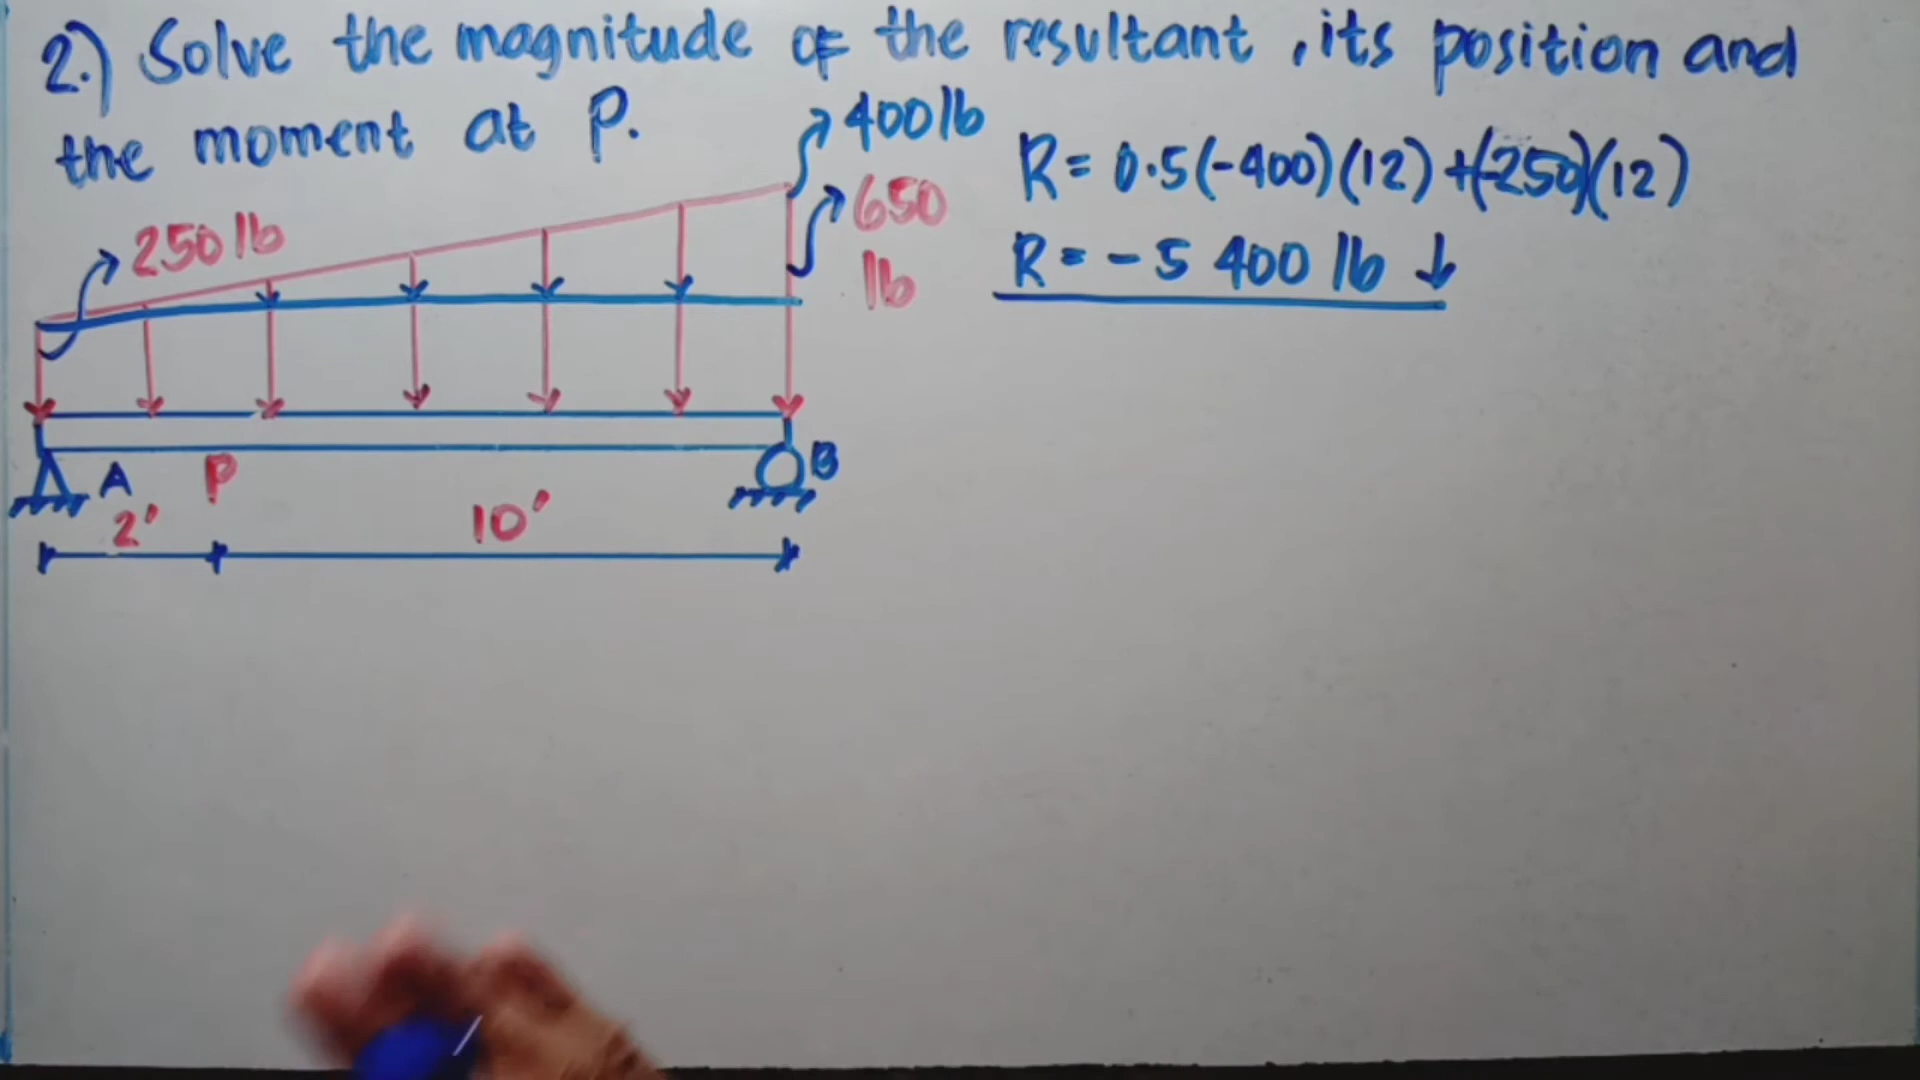 2.) Solve the magnitude of the resultant, its position and
the moment at P.
400 lb
650
lb
250 lb
A
P
B
2'
10'
R = 0.5(-400)(12) + (-250)(12)
R = - 5 400 lb ↓